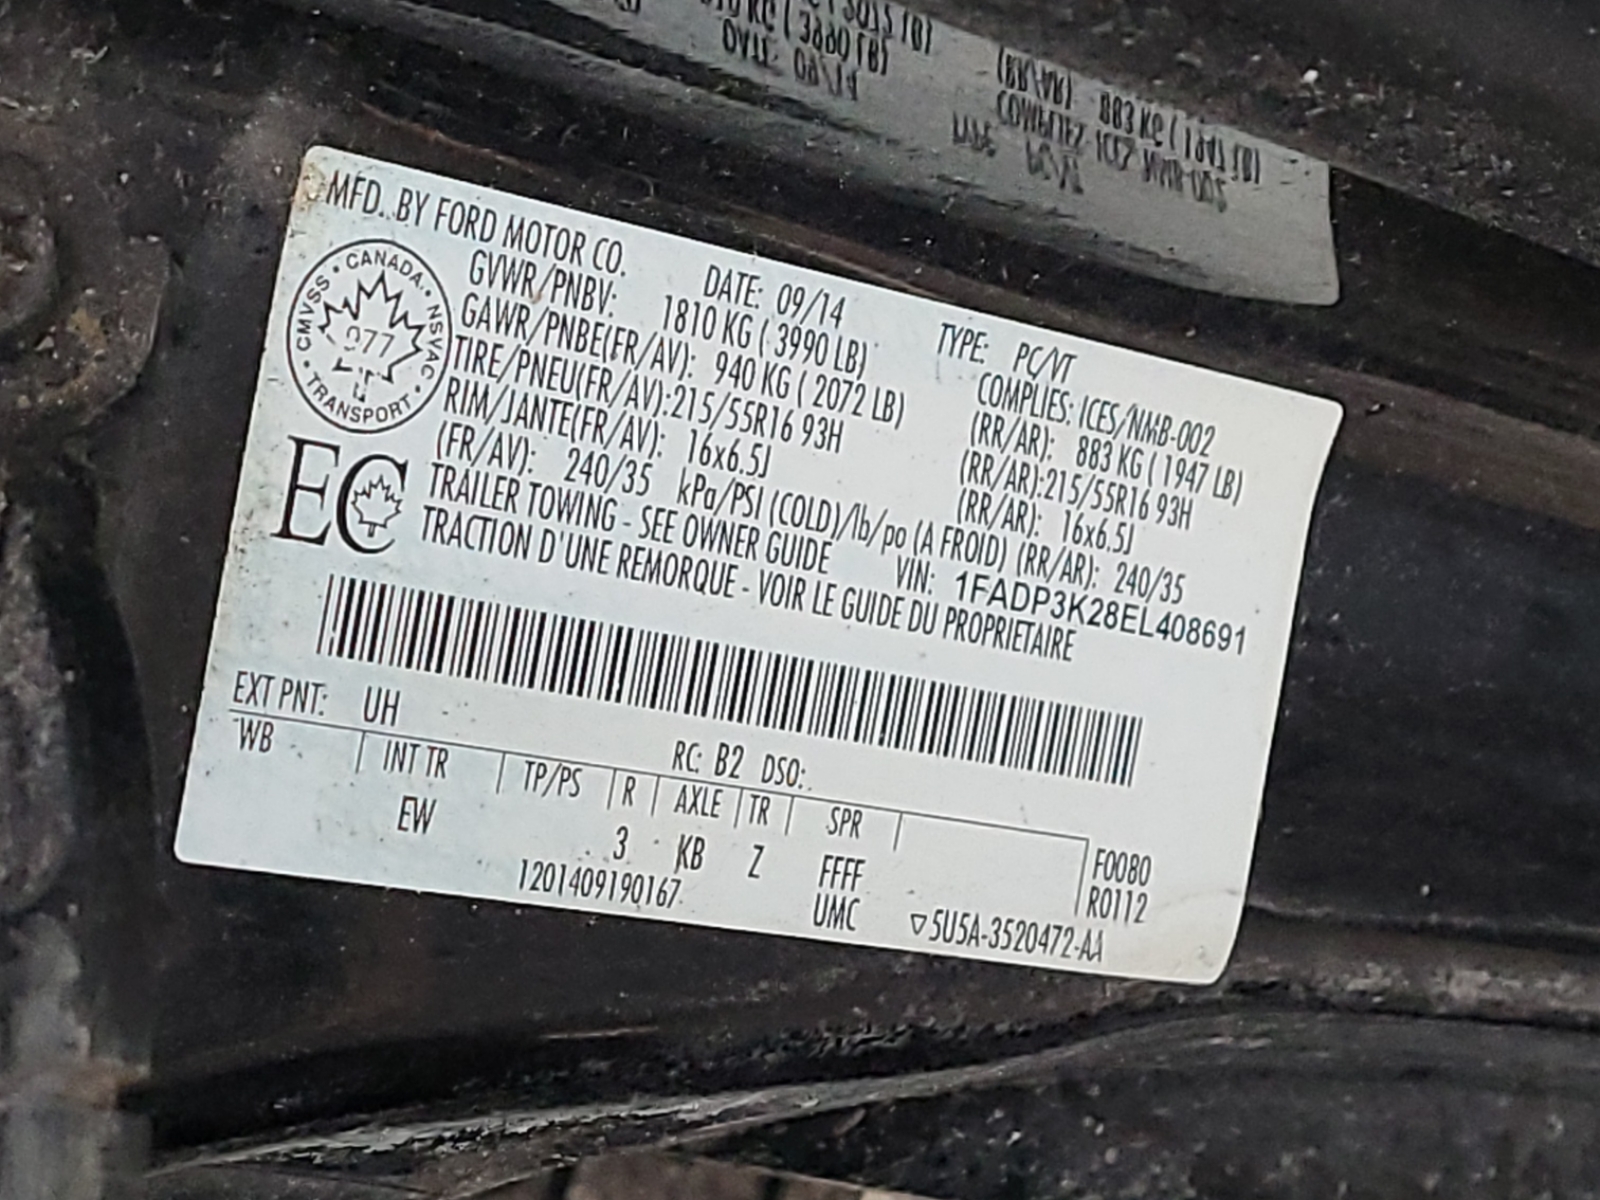 MFD. BY FORD MOTOR CO. DATE: 09/14 TYPE: PC/VT
GVWR/PNBV: 1810 KG ( 3990 LB) COMPLIES: ICES/NMB-002
GAWR/PNBE(FR/AV): 940 KG ( 2072 LB) (RR/AR): 883 KG ( 1947 LB)
TIRE/PNEU(FR/AV):215/55R16 93H (RR/AR):215/55R16 93H
RIM/JANTE(FR/AV): 16x6.5J (RR/AR): 16x6.5J
(FR/AV): 240/35 kPa/PSI (COLD)/lb/po (A FROID) (RR/AR): 240/35
TRAILER TOWING - SEE OWNER GUIDE VIN: 1FADP3K28EL408691
TRACTION D'UNE REMORQUE - VOIR LE GUIDE DU PROPRIETAIRE
CMVSS • CANADA • NSVAC • TRANSPORT •
977
EC
EXT PNT: UH RC: B2 DSO:
WB INT TR TP/PS R AXLE TR SPR
EW 3 KB Z FFFF F0080
1201409190167 UMC R0112
5U5A-3520472-AA